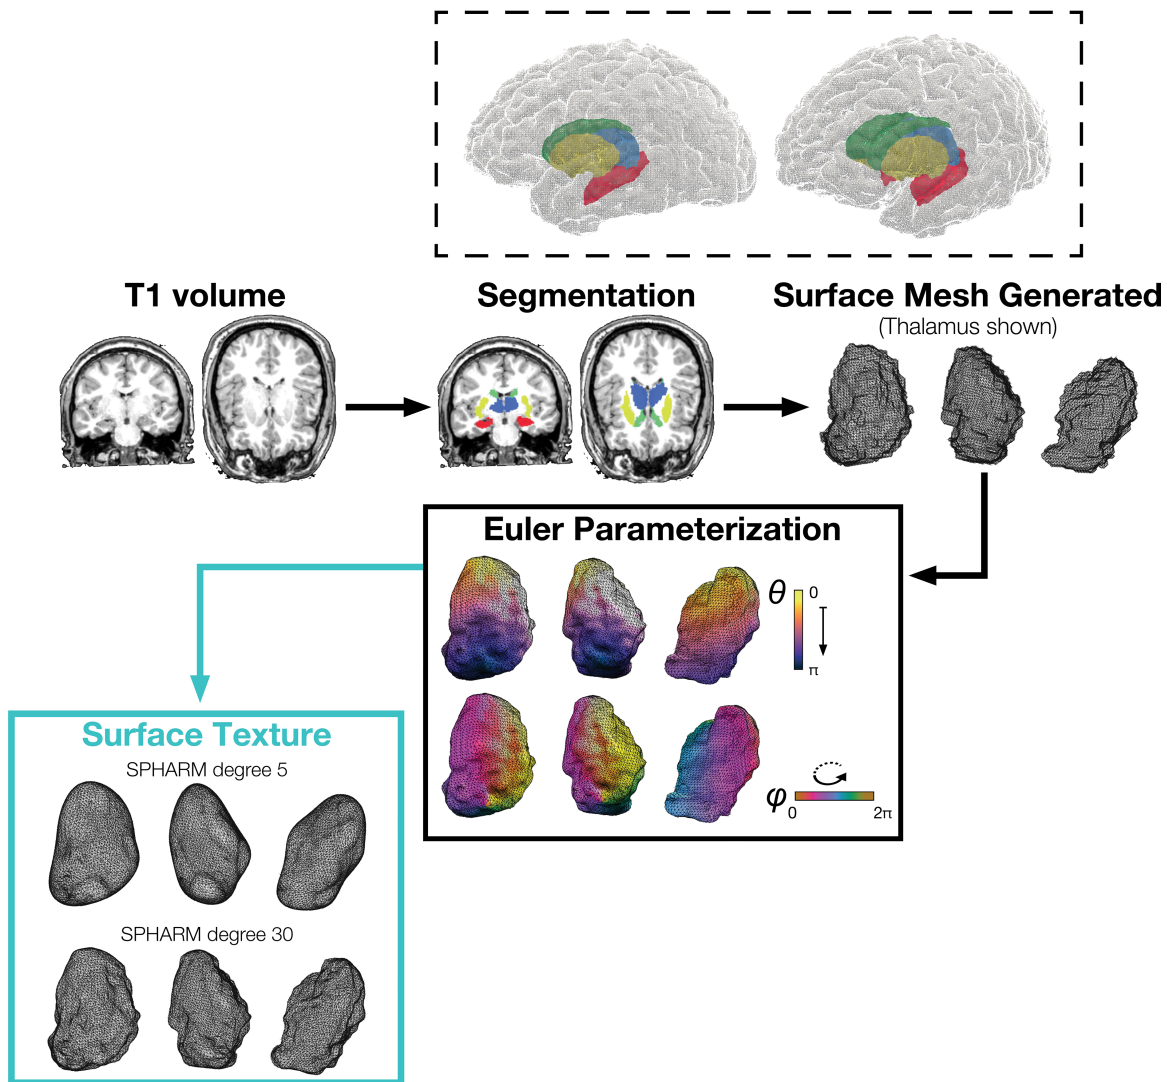 T1 volume
Segmentation
Surface Mesh Generated
(Thalamus shown)
Euler Parameterization
θ
0
π
φ
0
2π
Surface Texture
SPHARM degree 5
SPHARM degree 30